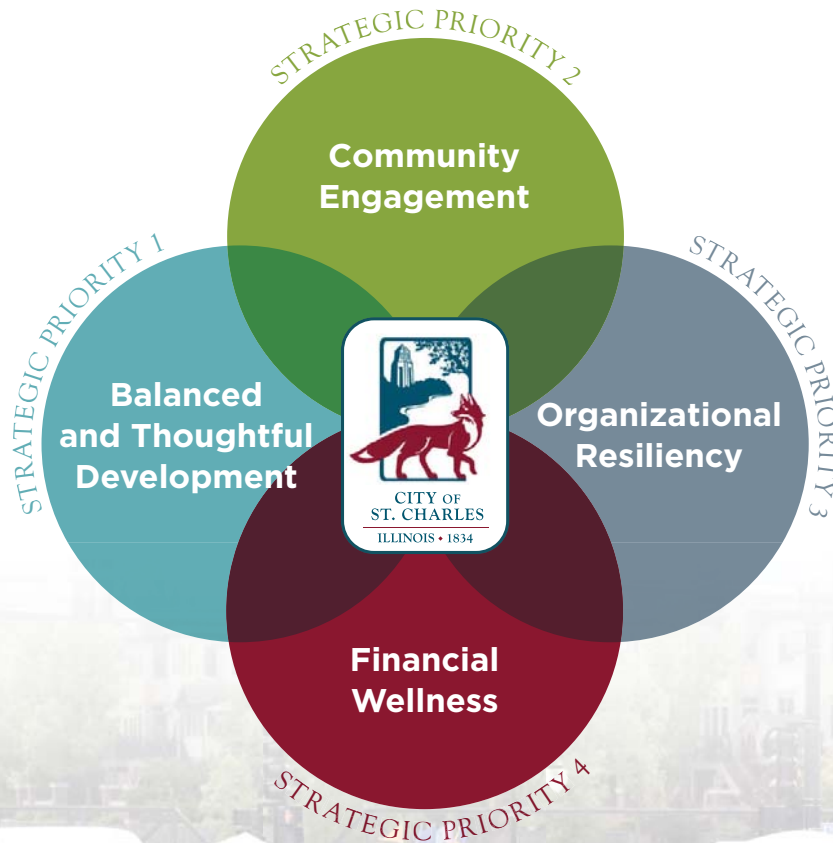 STRATEGIC PRIORITY 2
Community
Engagement
STRATEGIC PRIORITY 1
Balanced
and Thoughtful
Development
STRATEGIC PRIORITY 3
Organizational
Resiliency
CITY OF
ST. CHARLES
ILLINOIS • 1834
Financial
Wellness
STRATEGIC PRIORITY 4